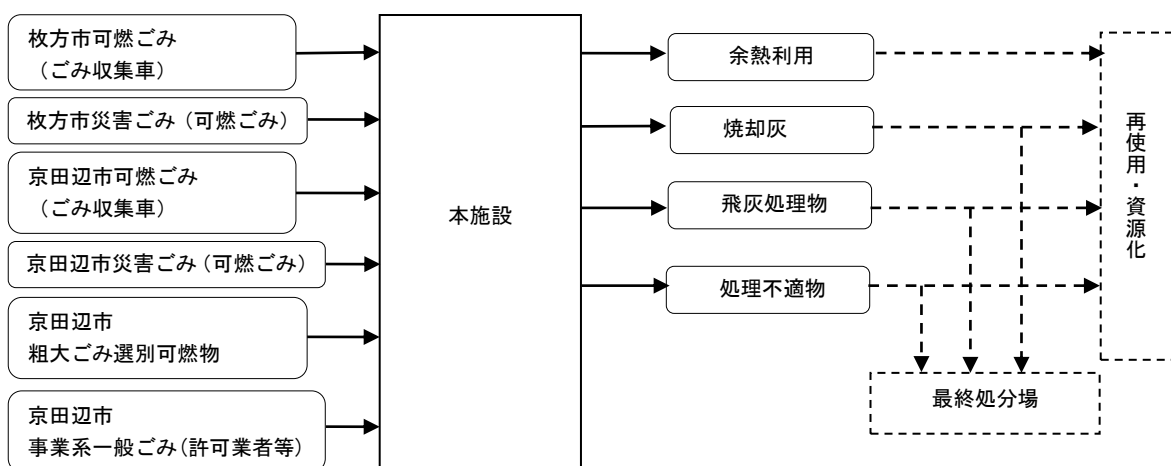 枚方市可燃ごみ
（ごみ収集車）
枚方市災害ごみ（可燃ごみ）
京田辺市可燃ごみ
（ごみ収集車）
京田辺市災害ごみ（可燃ごみ）
京田辺市
粗大ごみ選別可燃物
京田辺市
事業系一般ごみ（許可業者等）
本施設
余熱利用
焼却灰
飛灰処理物
処理不適物
最終処分場
再使用・資源化